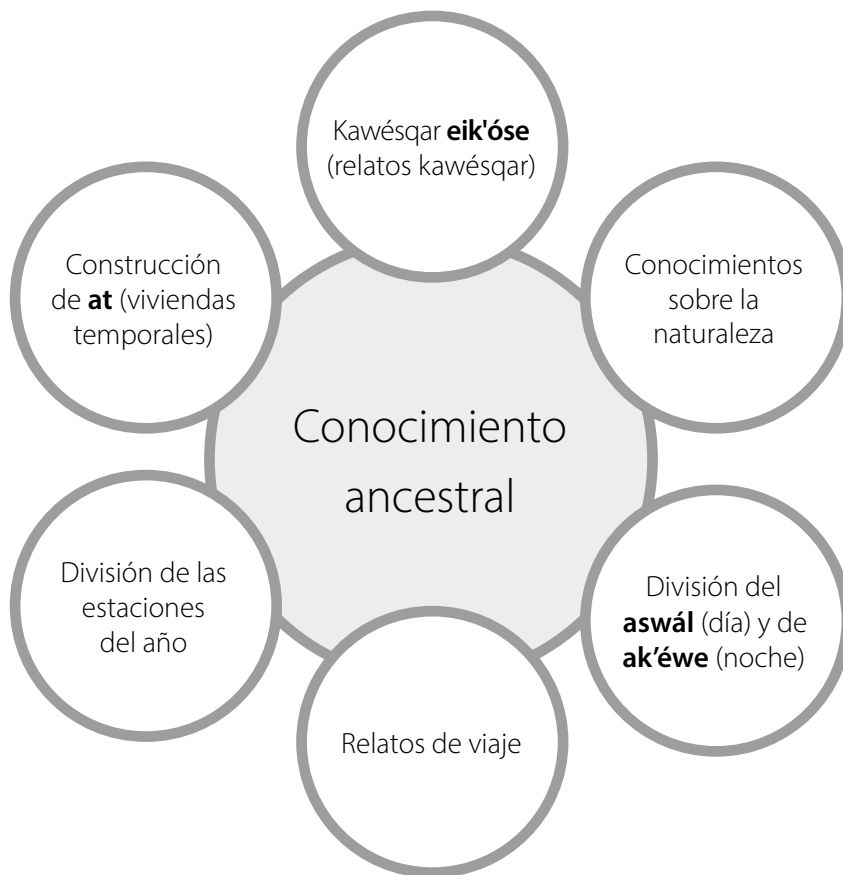 Kawésqar eik'óse
(relatos kawésqar)
Construcción
de at (viviendas
temporales)
Conocimientos
sobre la
naturaleza
Conocimiento
ancestral
División de las
estaciones
del año
División del
aswál (día) y de
ak’éwe (noche)
Relatos de viaje